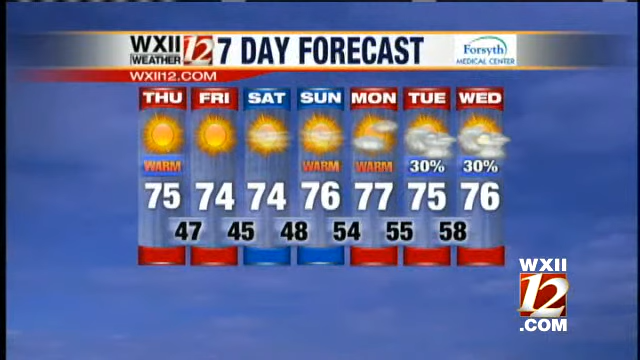 WXII 12 7 DAY FORECAST Forsyth
WEATHER MEDICAL CENTER
WXII12.COM
THU FRI SAT SUN MON TUE WED
WARM WARM WARM 30% 30%
75 74 74 76 77 75 76
47 45 48 54 55 58
WXII
12
.COM